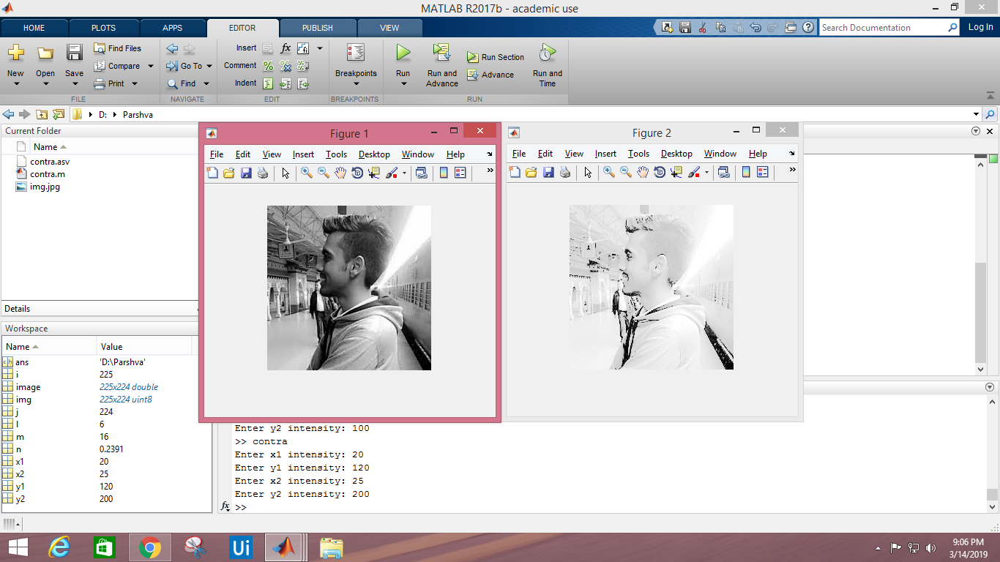 MATLAB R2017b - academic use
HOME PLOTS APPS EDITOR PUBLISH VIEW
Search Documentation
Log In
New
Open
Save
Find Files
Compare
Print
FILE
Go To
Find
NAVIGATE
Insert
fx
Comment
Indent
EDIT
Breakpoints
BREAKPOINTS
Run
Run and
Advance
Run Section
Advance
Run and
Time
RUN
D: Parshva
Current Folder
Name
contra.asv
contra.m
img.jpg
Details
Workspace
Name Value
ans 'D:\Parshva'
i 225
image 225x224 double
img 225x224 uint8
j 224
l 6
m 16
n 0.2391
x1 20
x2 25
y1 120
y2 200
Figure 1
File Edit View Insert Tools Desktop Window Help
Figure 2
File Edit View Insert Tools Desktop Window Help
Enter y2 intensity: 100
>> contra
Enter x1 intensity: 20
Enter y1 intensity: 120
Enter x2 intensity: 25
Enter y2 intensity: 200
fx >>
Ui
9:06 PM
3/14/2019